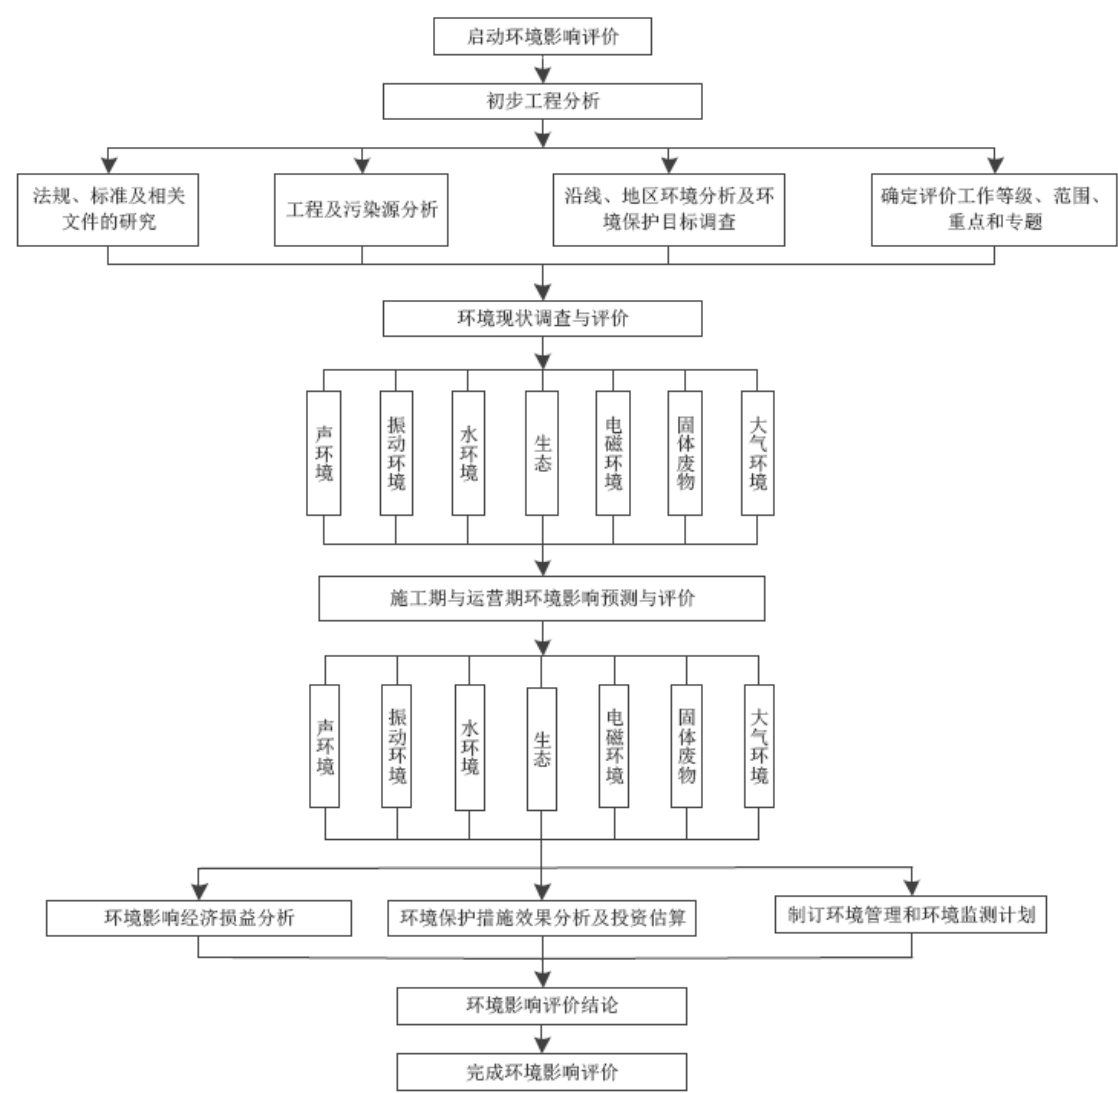 启动环境影响评价
初步工程分析
法规、标准及相关
文件的研究
工程及污染源分析
沿线、地区环境分析及环
境保护目标调查
确定评价工作等级、范围、
重点和专题
环境现状调查与评价
声环境
振动环境
水环境
生态
电磁环境
固体废物
大气环境
施工期与运营期环境影响预测与评价
声环境
振动环境
水环境
生态
电磁环境
固体废物
大气环境
环境影响经济损益分析
环境保护措施效果分析及投资估算
制订环境管理和环境监测计划
环境影响评价结论
完成环境影响评价